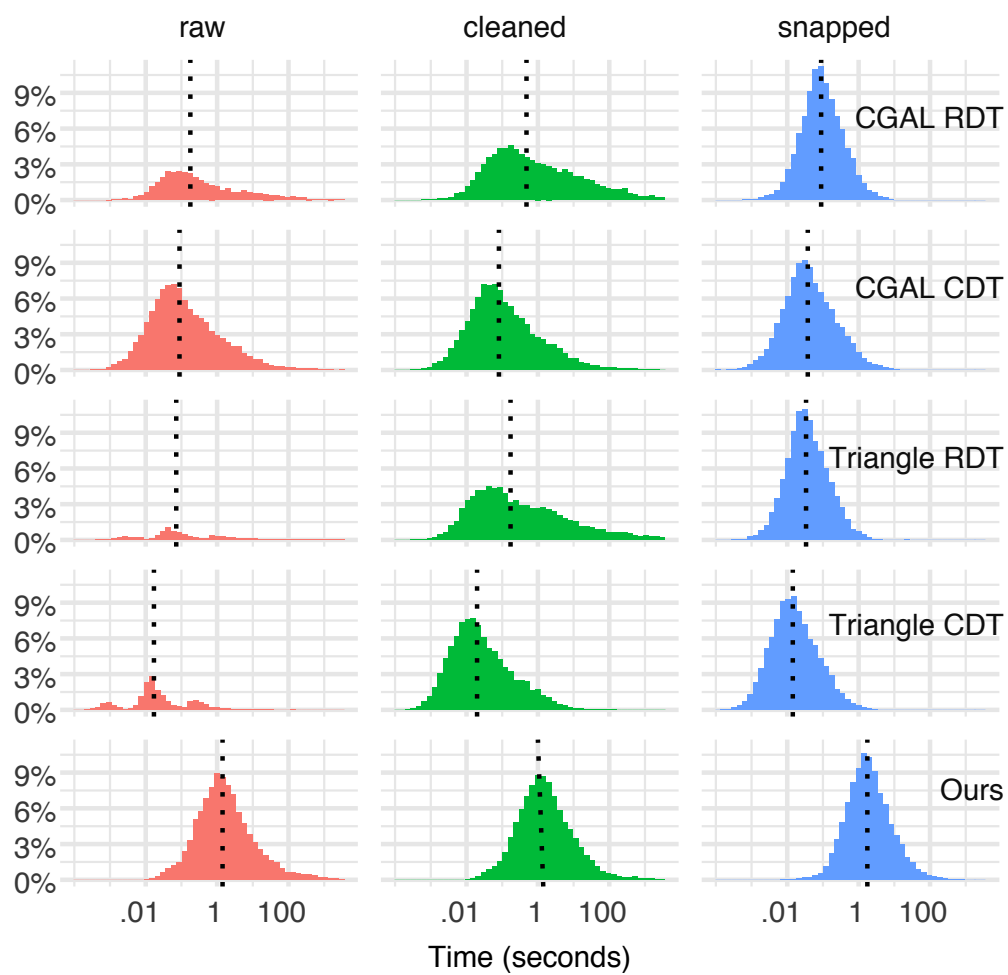 raw cleaned snapped
9%
6%
3%
0%
CGAL RDT
9%
6%
3%
0%
CGAL CDT
9%
6%
3%
0%
Triangle RDT
9%
6%
3%
0%
Triangle CDT
9%
6%
3%
0%
Ours
.01 1 100 .01 1 100 .01 1 100
Time (seconds)